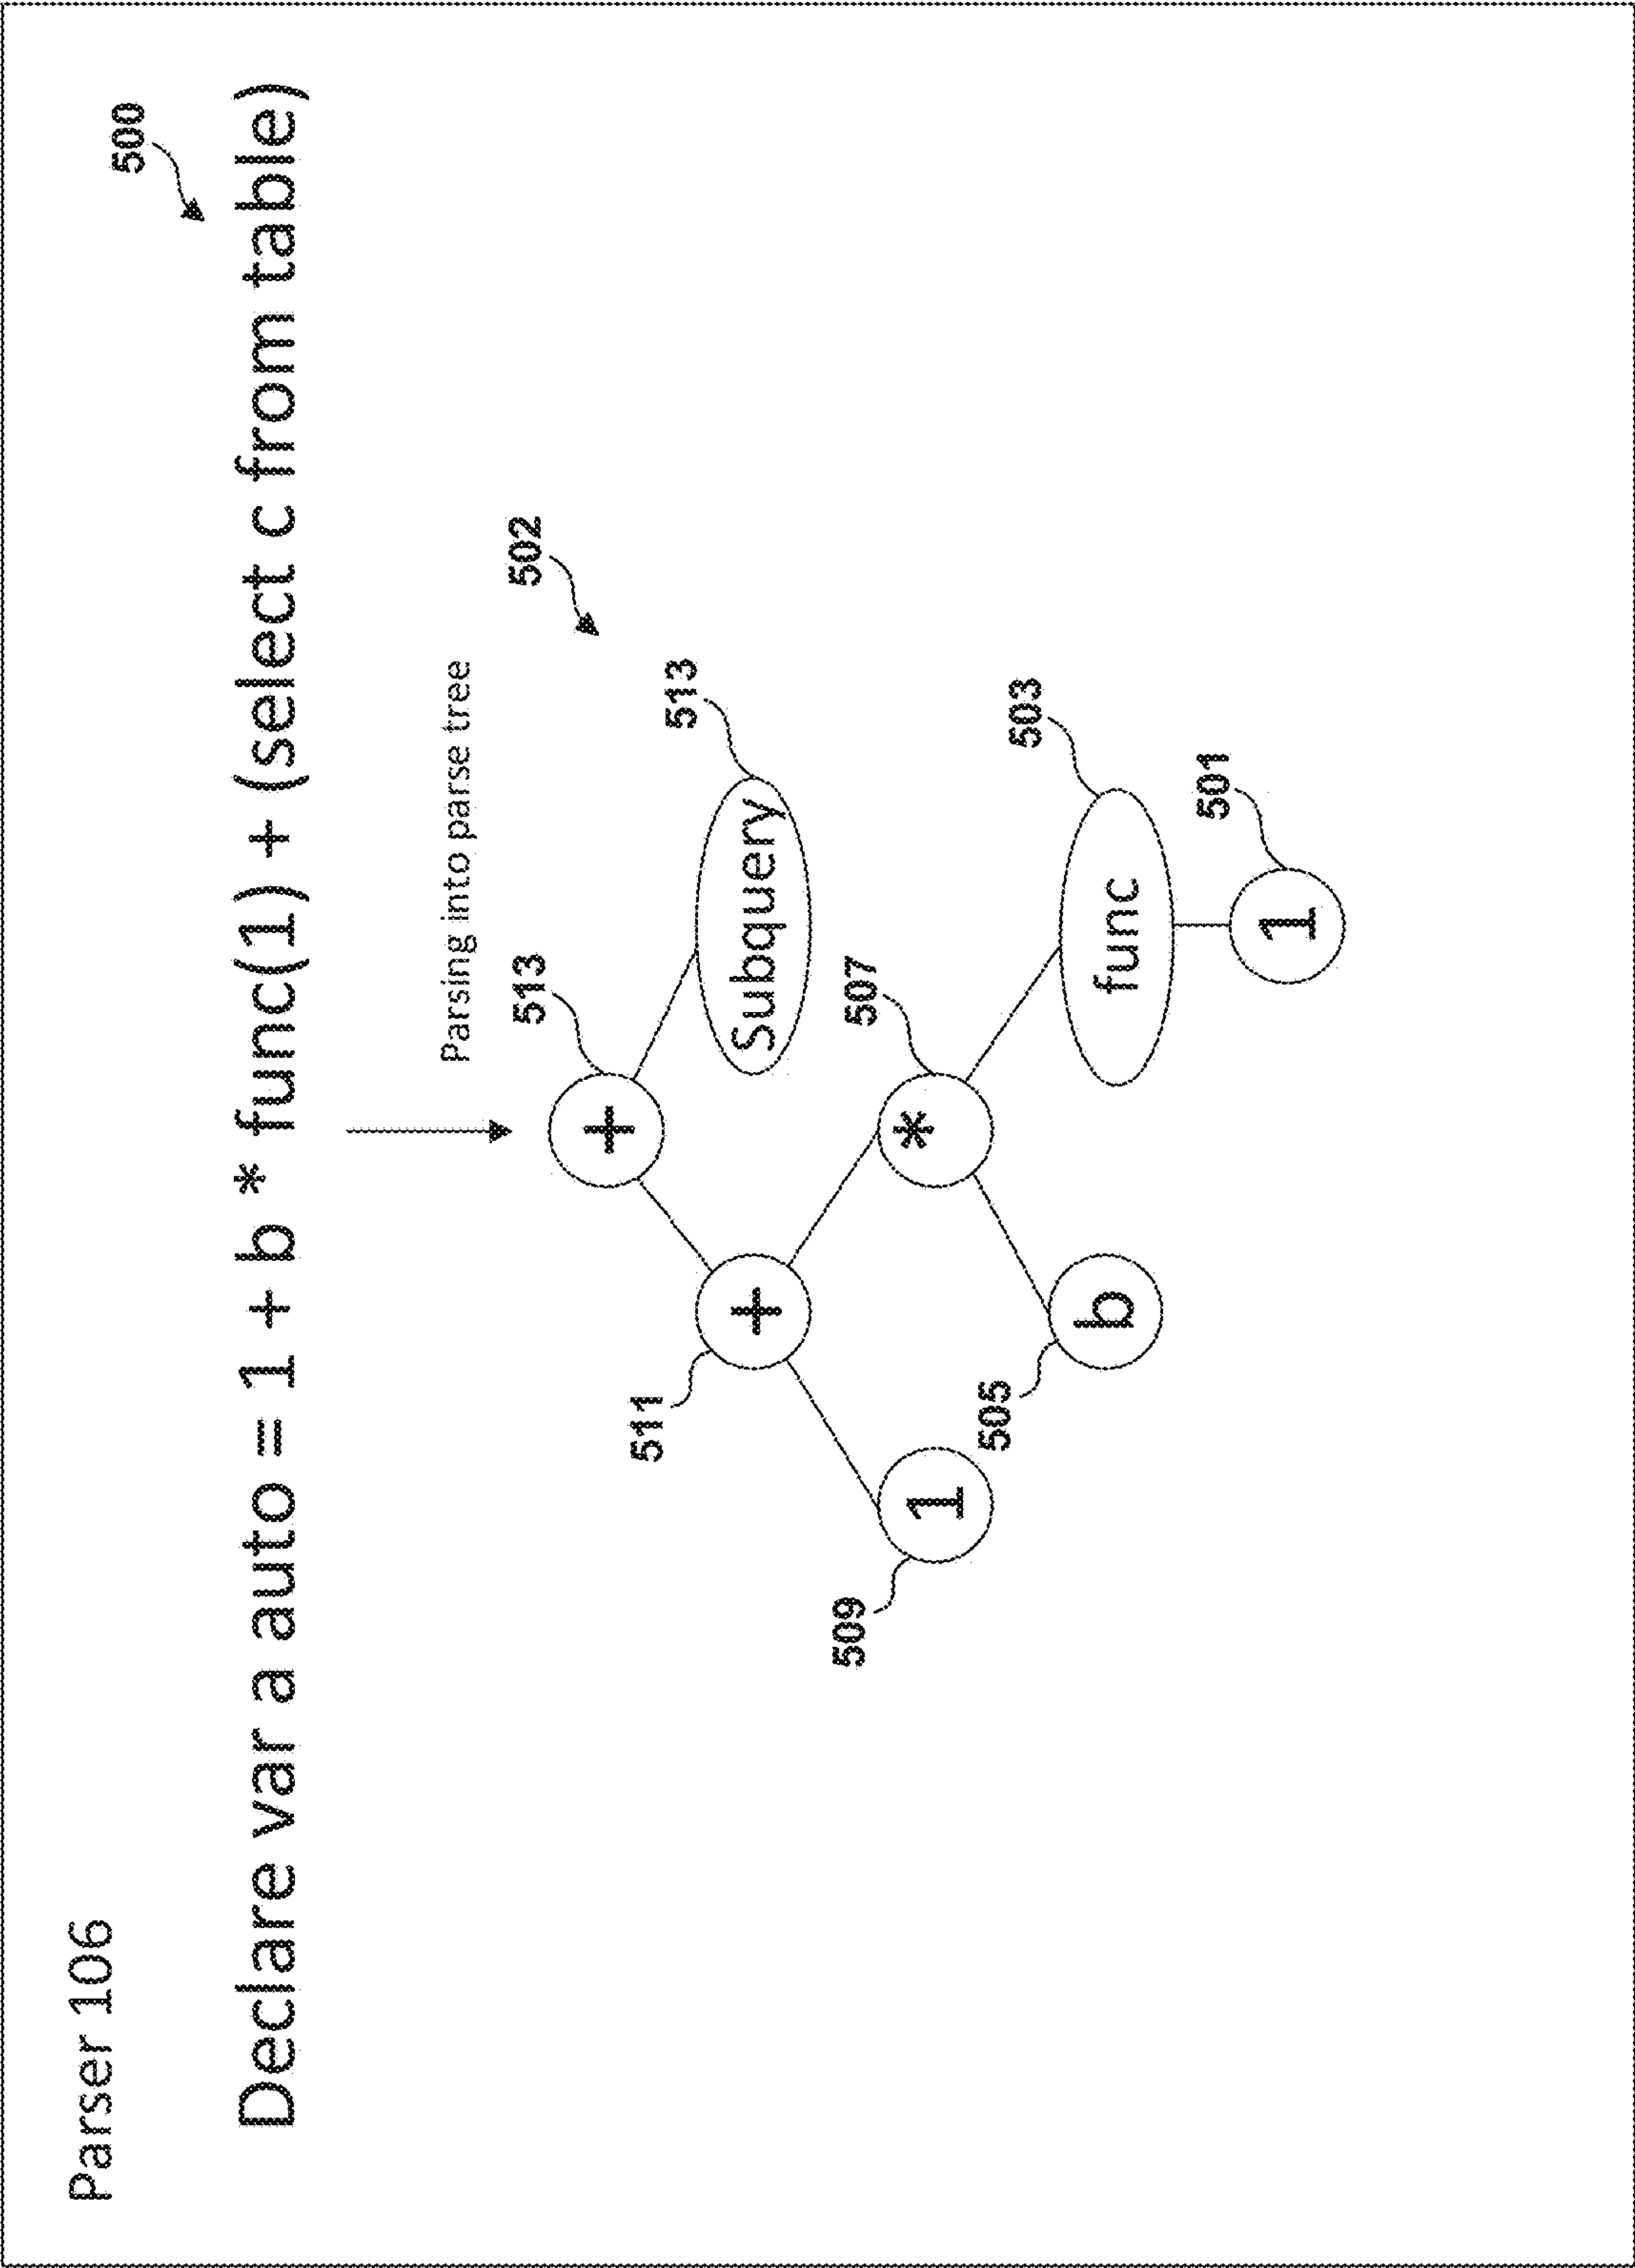 Parser 106
500
Declare var a auto = 1 + b * func(1) + (select c from table)
Parsing into parse tree
502
513
+
513
Subquery
511
+
507
*
503
func
509
1
505
b
501
1